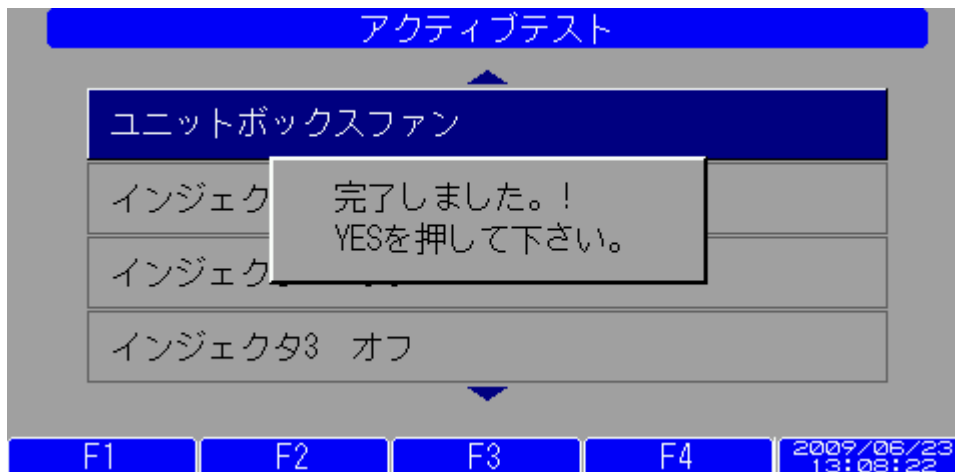 アクティブテスト
ユニットボックスファン
インジェク
完了しました。!
YESを押して下さい。
インジェク
インジェクタ3 オフ
F1 F2 F3 F4 2009/06/23
13:08:22